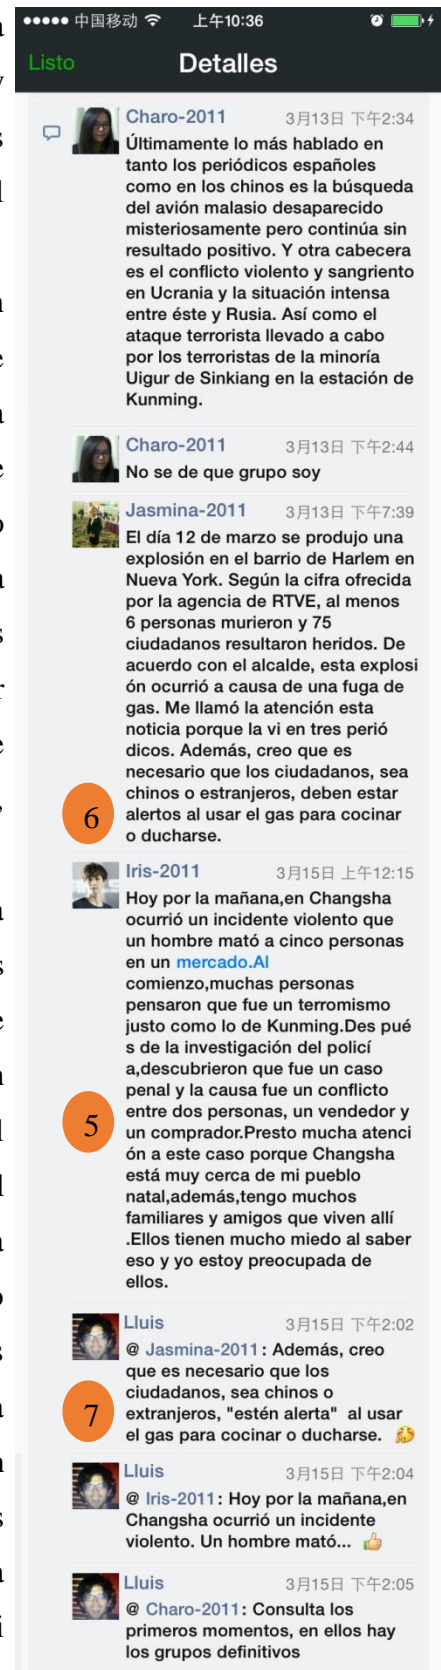 中国移动 上午10:36
Listo Detalles
Charo-2011 3月13日 下午2:34
Últimamente lo más hablado en
tanto los periódicos españoles
como en los chinos es la búsqueda
del avión malasio desaparecido
misteriosamente pero continúa sin
resultado positivo. Y otra cabecera
es el conflicto violento y sangriento
en Ucrania y la situación intensa
entre éste y Rusia. Así como el
ataque terrorista llevado a cabo
por los terroristas de la minoría
Uigur de Sinkiang en la estación de
Kunming.
Charo-2011 3月13日 下午2:44
No se de que grupo soy
Jasmina-2011 3月13日 下午7:39
El día 12 de marzo se produjo una
explosión en el barrio de Harlem en
Nueva York. Según la cifra ofrecida
por la agencia de RTVE, al menos
6 personas murieron y 75
ciudadanos resultaron heridos. De
acuerdo con el alcalde, esta explosi
ón ocurrió a causa de una fuga de
gas. Me llamó la atención esta
noticia porque la vi en tres perió
dicos. Además, creo que es
necesario que los ciudadanos, sea
chinos o estranjeros, deben estar
6 alertos al usar el gas para cocinar
o ducharse.
Iris-2011 3月15日 上午12:15
Hoy por la mañana,en Changsha
ocurrió un incidente violento que
un hombre mató a cinco personas
en un mercado.Al
comienzo,muchas personas
pensaron que fue un terromismo
justo como lo de Kunming.Des pué
s de la investigación del policí
a,descubrieron que fue un caso
penal y la causa fue un conflicto
entre dos personas, un vendedor y
5 un comprador.Presto mucha atenci
ón a este caso porque Changsha
está muy cerca de mi pueblo
natal,además,tengo muchos
familiares y amigos que viven allí
.Ellos tienen mucho miedo al saber
eso y yo estoy preocupada de
ellos.
Lluis 3月15日 下午2:02
@ Jasmina-2011: Además, creo
que es necesario que los
ciudadanos, sea chinos o
7 extranjeros, "estén alerta" al usar
el gas para cocinar o ducharse.
Lluis 3月15日 下午2:04
@ Iris-2011: Hoy por la mañana,en
Changsha ocurrió un incidente
violento. Un hombre mató...
Lluis 3月15日 下午2:05
@ Charo-2011: Consulta los
primeros momentos, en ellos hay
los grupos definitivos